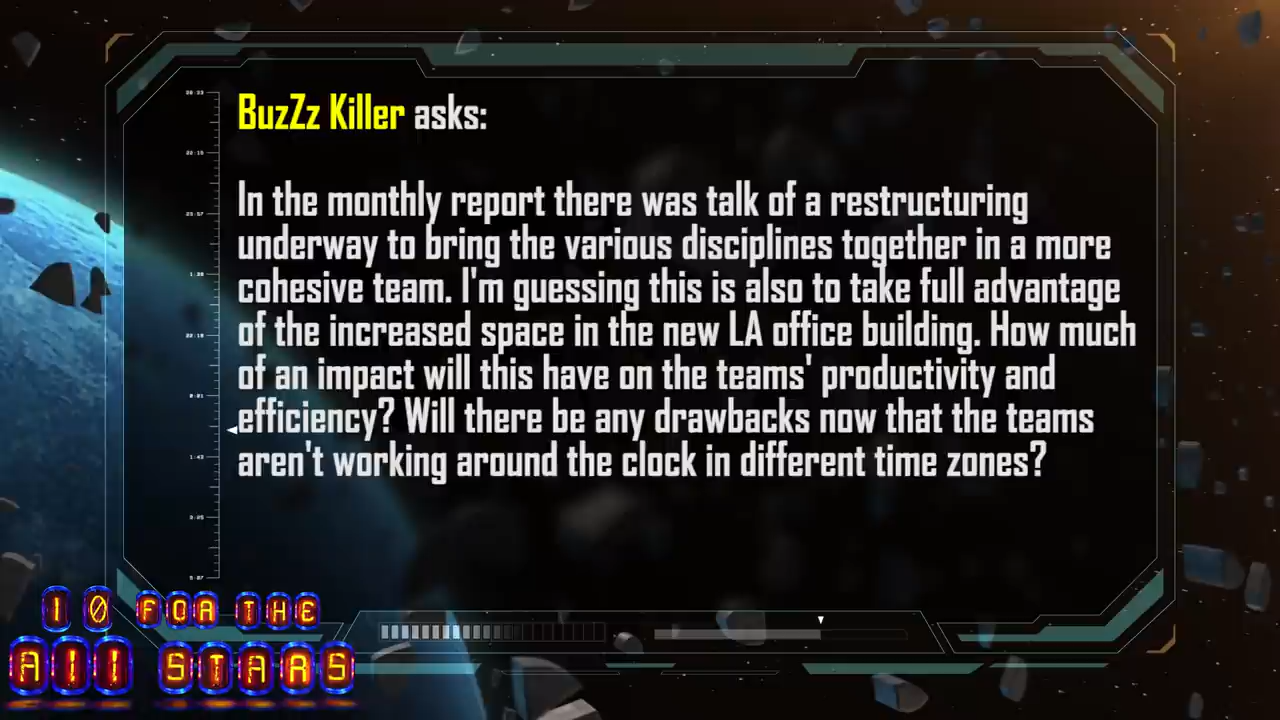 BuzZz Killer asks:
In the monthly report there was talk of a restructuring
underway to bring the various disciplines together in a more
cohesive team. I'm guessing this is also to take full advantage
of the increased space in the new LA office building. How much
of an impact will this have on the teams' productivity and
efficiency? Will there be any drawbacks now that the teams
aren't working around the clock in different time zones?
10 FOR THE
All STARS